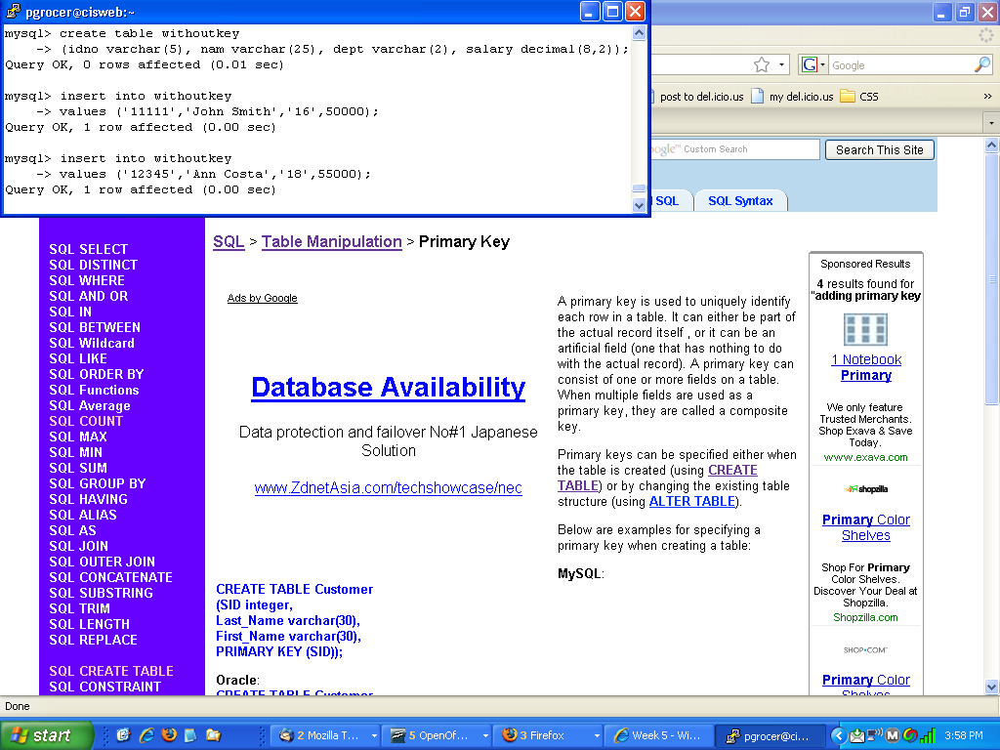 pgrocer@cisweb:~
mysql> create table withoutkey
-> (idno varchar(5), nam varchar(25), dept varchar(2), salary decimal(8,2));
Query OK, 0 rows affected (0.01 sec)
mysql> insert into withoutkey
-> values ('11111','John Smith','16',50000);
Query OK, 1 row affected (0.00 sec)
mysql> insert into withoutkey
-> values ('12345','Ann Costa','18',55000);
Query OK, 1 row affected (0.00 sec)
G Google
post to del.icio.us my del.icio.us CSS »
Custom Search Search This Site
SQL SQL Syntax
SQL > Table Manipulation > Primary Key
SQL SELECT
SQL DISTINCT
SQL WHERE
SQL AND OR
SQL IN
SQL BETWEEN
SQL Wildcard
SQL LIKE
SQL ORDER BY
SQL Functions
SQL Average
SQL COUNT
SQL MAX
SQL MIN
SQL SUM
SQL GROUP BY
SQL HAVING
SQL ALIAS
SQL AS
SQL JOIN
SQL OUTER JOIN
SQL CONCATENATE
SQL SUBSTRING
SQL TRIM
SQL LENGTH
SQL REPLACE
SQL CREATE TABLE
SQL CONSTRAINT
Ads by Google
Database Availability
Data protection and failover No#1 Japanese
Solution
www.ZdnetAsia.com/techshowcase/nec
A primary key is used to uniquely identify
each row in a table. It can either be part of
the actual record itself , or it can be an
artificial field (one that has nothing to do
with the actual record). A primary key can
consist of one or more fields on a table.
When multiple fields are used as a
primary key, they are called a composite
key.
Primary keys can be specified either when
the table is created (using CREATE
TABLE) or by changing the existing table
structure (using ALTER TABLE).
Below are examples for specifying a
primary key when creating a table:
MySQL:
CREATE TABLE Customer
(SID integer,
Last_Name varchar(30),
First_Name varchar(30),
PRIMARY KEY (SID));
Oracle:
CREATE TABLE Customer
Sponsored Results
4 results found for
"adding primary key
1 Notebook
Primary
We only feature
Trusted Merchants.
Shop Exava & Save
Today.
www.exava.com
shopzilla
Primary Color
Shelves
Shop For Primary
Color Shelves.
Discover Your Deal at
Shopzilla.
Shopzilla.com
SHOP•COM
Primary Color
Shelves
Done
start
2 Mozilla T... 5 OpenOf... 3 Firefox Week 5 - Wi... pgrocer@ci... 3:58 PM